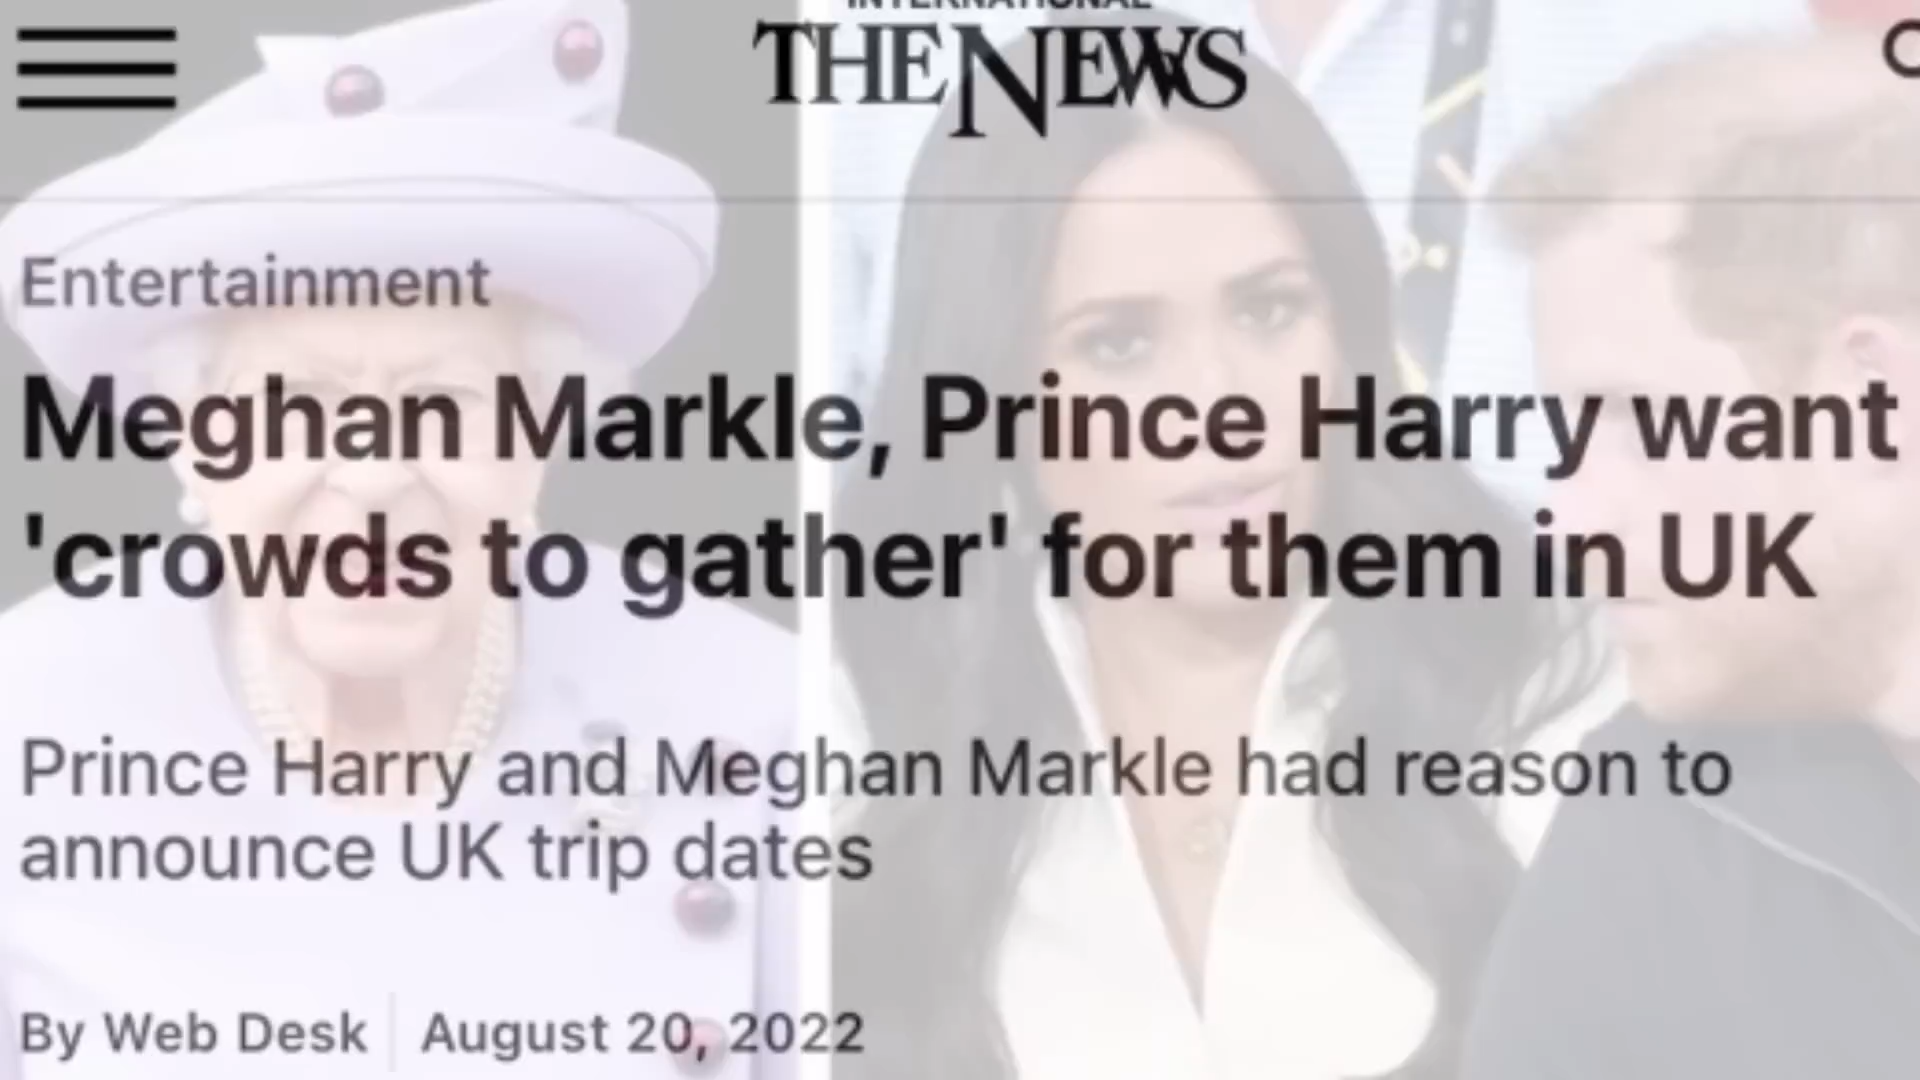 INTERNATIONAL
THE NEWS
Entertainment
Meghan Markle, Prince Harry want
'crowds to gather' for them in UK
Prince Harry and Meghan Markle had reason to
announce UK trip dates
By Web Desk
August 20, 2022